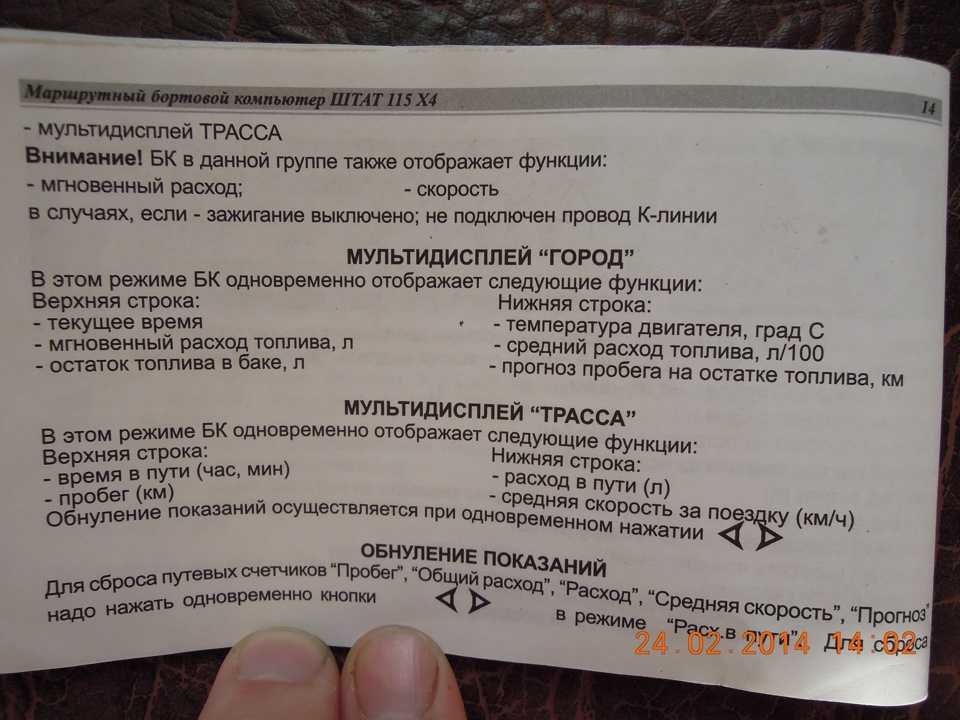 Маршрутный бортовой компьютер ШТАТ 115 Х4 14
- мультидисплей ТРАССА
Внимание! БК в данной группе также отображает функции:
- мгновенный расход; - скорость
в случаях, если - зажигание выключено; не подключен провод К-линии
МУЛЬТИДИСПЛЕЙ “ГОРОД”
В этом режиме БК одновременно отображает следующие функции:
Верхняя строка: Нижняя строка:
- текущее время - температура двигателя, град С
- мгновенный расход топлива, л - средний расход топлива, л/100
- остаток топлива в баке, л - прогноз пробега на остатке топлива, км
МУЛЬТИДИСПЛЕЙ “ТРАССА”
В этом режиме БК одновременно отображает следующие функции:
Верхняя строка: Нижняя строка:
- время в пути (час, мин) - расход в пути (л)
- пробег (км) - средняя скорость за поездку (км/ч)
Обнуление показаний осуществляется при одновременном нажатии
ОБНУЛЕНИЕ ПОКАЗАНИЙ
Для сброса путевых счетчиков “Пробег”, “Общий расход”, “Расход”, “Средняя скорость”, “Прогноз”
надо нажать одновременно кнопки в режиме “Расх.в пути”. Для сброса
24.02.2014 14:02